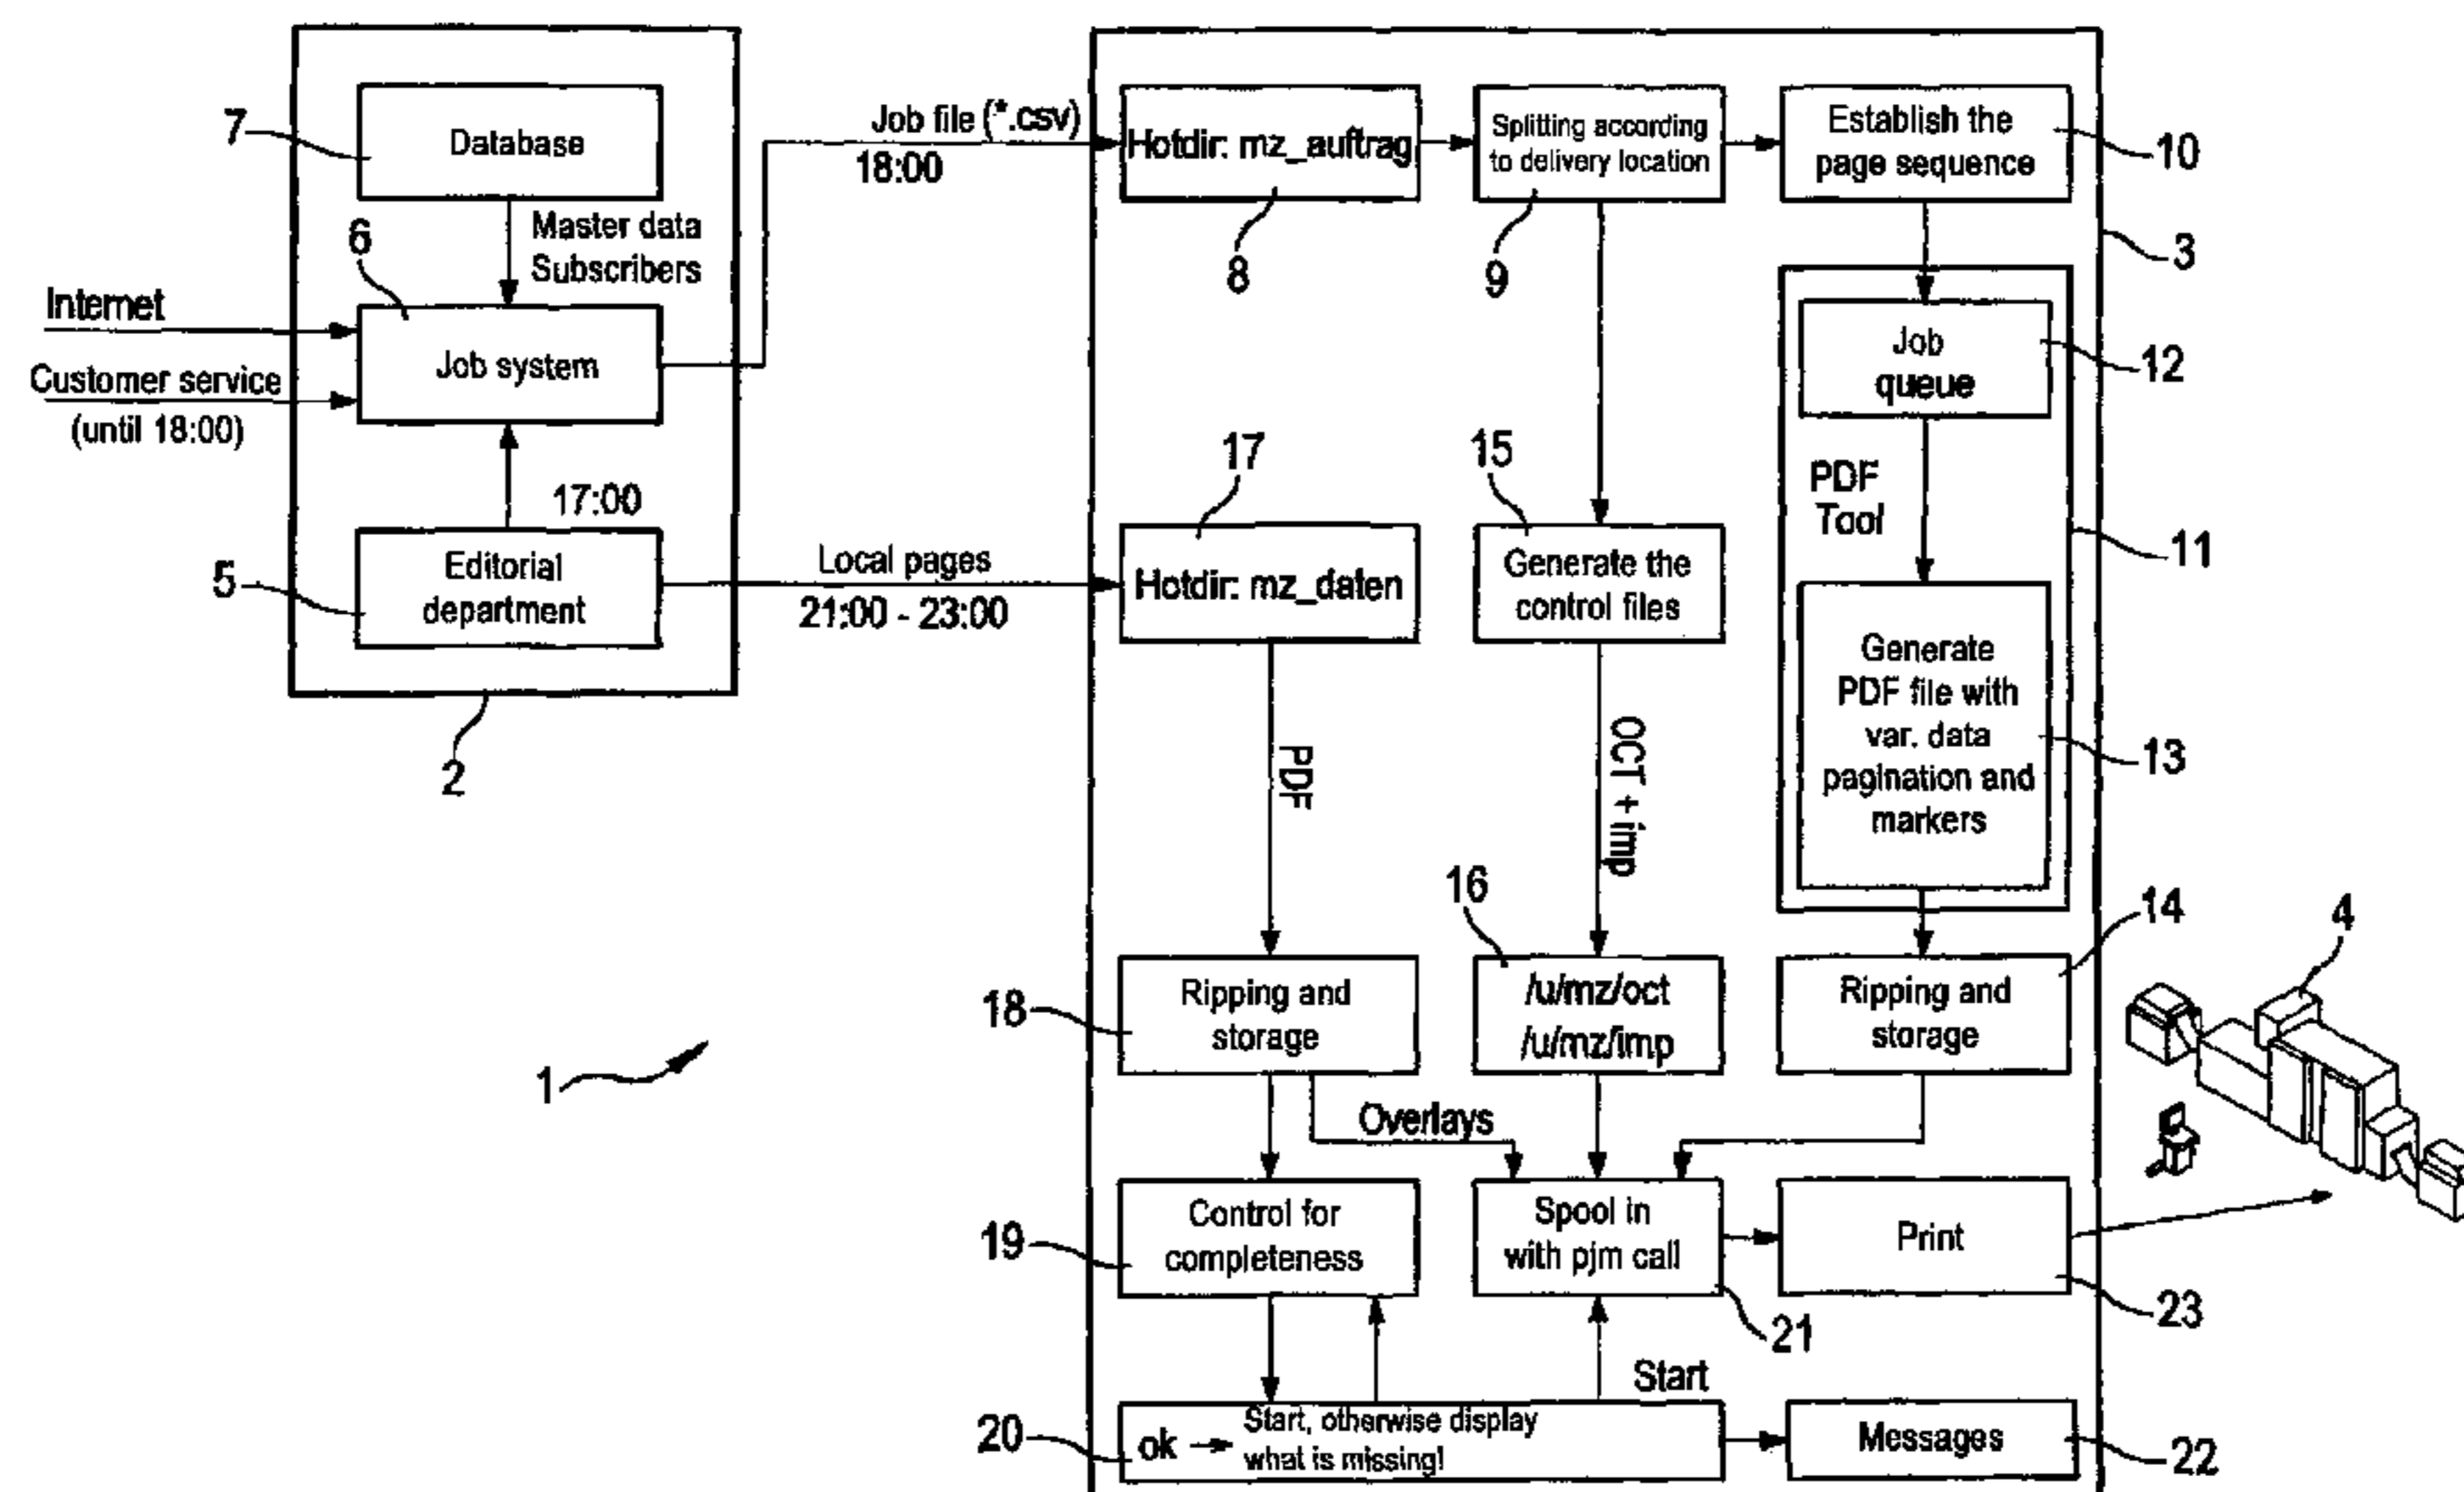 7
Database
6
Master data
Subscribers
Internet
Customer service
(until 18:00)
Job system
17:00
5
Editorial
department
2
Job file (*.csv)
18:00
Local pages
21:00 - 23:00
1
Hotdir: mz_auftrag
8
Splitting according
to delivery location
9
Establish the
page sequence
10
3
Job
queue
12
PDF
Tool
11
Generate
PDF file with
var. data
pagination and
markers
13
17
Hotdir: mz_daten
15
Generate the
control files
PDF
OCT + imp
16
14
4
18
Ripping and
storage
/u/mz/oct
/u/mz/imp
Ripping and
storage
Overlays
19
Control for
completeness
Spool in
with pjm call
21
Print
23
Start
20
ok
Start, otherwise display
what is missing!
Messages
22